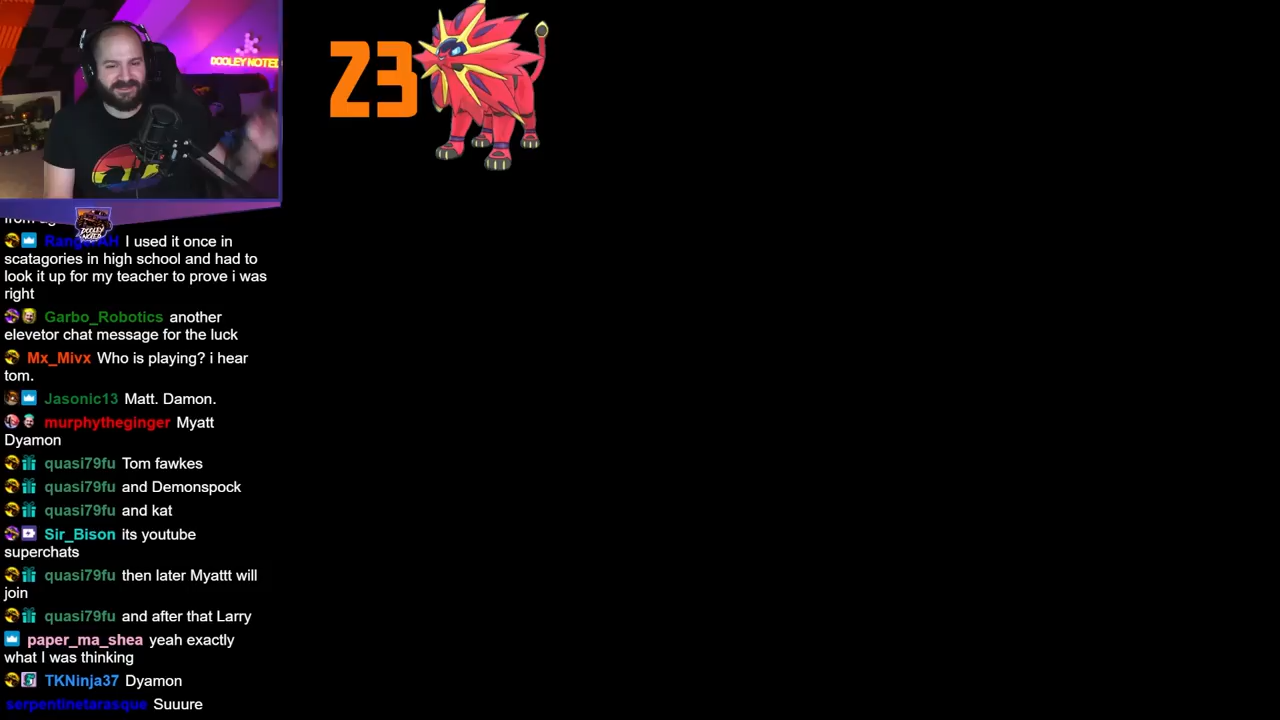 DOOLEY NOTED
23
DOOLEY
NOTED
I used it once in
scatagories in high school and had to
look it up for my teacher to prove i was
right
Garbo_Robotics another
elevetor chat message for the luck
Mx_Mivx Who is playing? i hear
tom.
Jasonic13 Matt. Damon.
murphytheginger Myatt
Dyamon
quasi79fu Tom fawkes
quasi79fu and Demonspock
quasi79fu and kat
Sir_Bison its youtube
superchats
quasi79fu then later Myattt will
join
quasi79fu and after that Larry
paper_ma_shea yeah exactly
what I was thinking
TKNinja37 Dyamon
serpentinetarasque Suuure